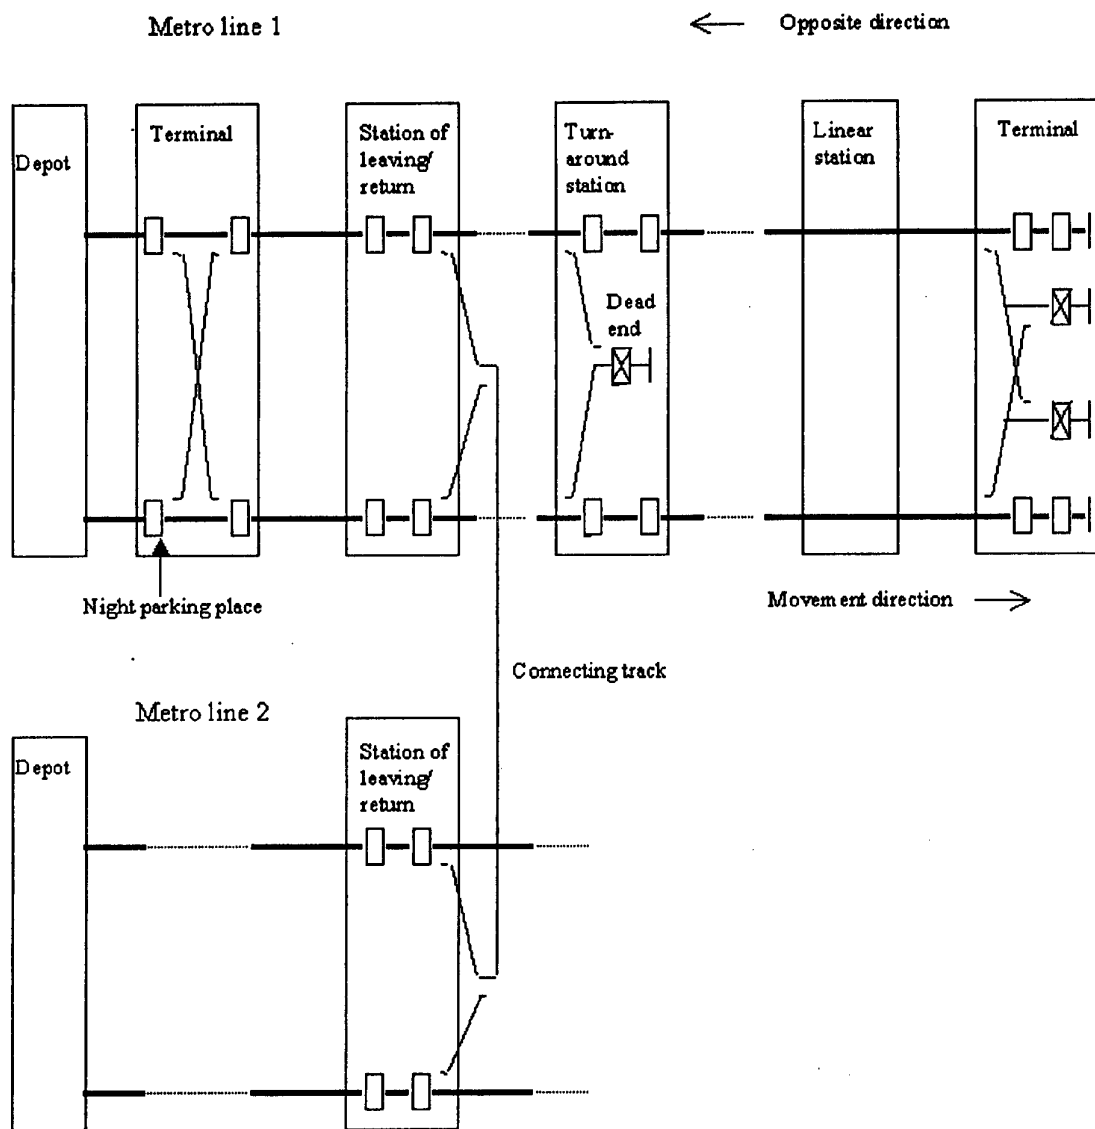 Metro line 1
Opposite direction
Depot
Terminal
Station of
leaving/
return
Turn-
around
station
Linear
station
Terminal
Dead
end
Night parking place
Movement direction
Connecting track
Metro line 2
Depot
Station of
leaving/
return